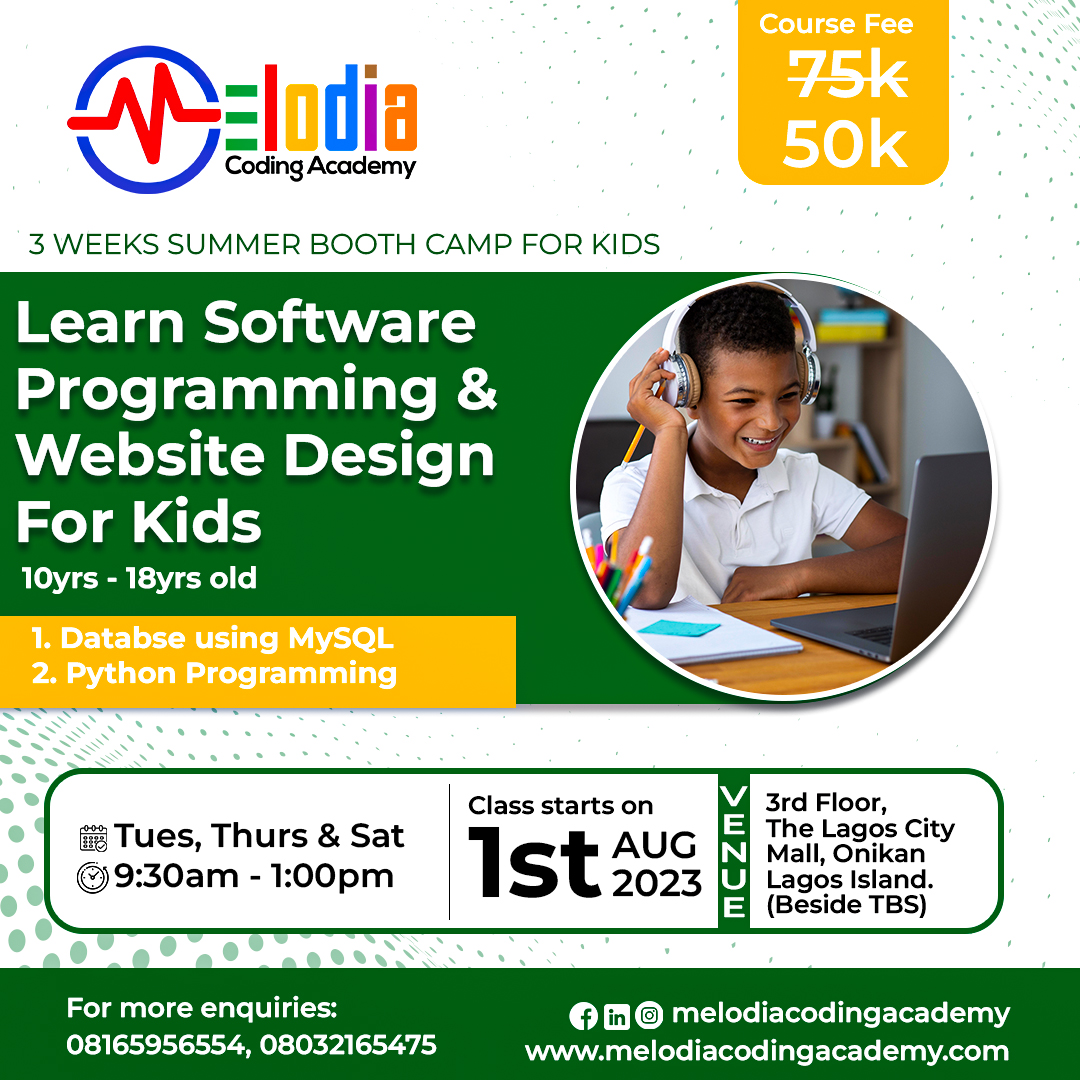 Melodia
Coding Academy
Course Fee
75k
50k
3 WEEKS SUMMER BOOTH CAMP FOR KIDS
Learn Software
Programming &
Website Design
For Kids
10yrs - 18yrs old
1. Databse using MySQL
2. Python Programming
Tues, Thurs & Sat
9:30am - 1:00pm
Class starts on
1st AUG
2023
VENUE
3rd Floor,
The Lagos City
Mall, Onikan
Lagos Island.
(Beside TBS)
For more enquiries:
08165956554, 08032165475
melodiacodingacademy
www.melodiacodingacademy.com